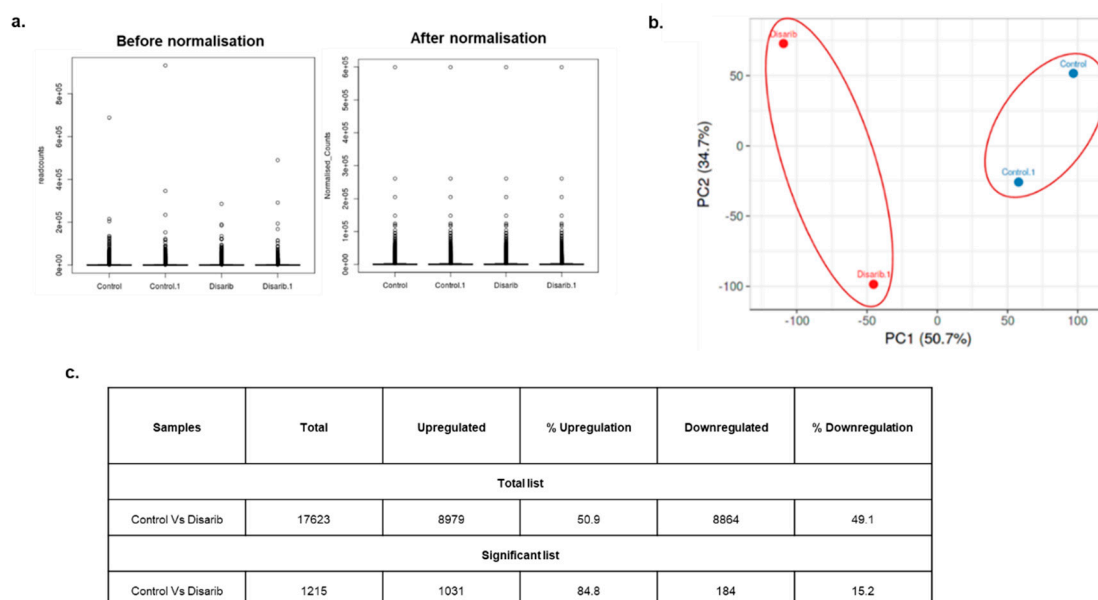 a.
Before normalisation
readcounts
0e+00 2e+05 4e+05 6e+05 8e+05
Control Control.1 Disarib Disarib.1
After normalisation
Normalised_Counts
0e+00 1e+05 2e+05 3e+05 4e+05 5e+05 6e+05
Control Control.1 Disarib Disarib.1
b.
Disarib
Control
Control.1
Disarib.1
PC2 (34.7%)
50
0
-50
-100
-100 -50 0 50 100
PC1 (50.7%)
c.
Samples Total Upregulated % Upregulation Downregulated % Downregulation
Total list
Control Vs Disarib 17623 8979 50.9 8864 49.1
Significant list
Control Vs Disarib 1215 1031 84.8 184 15.2